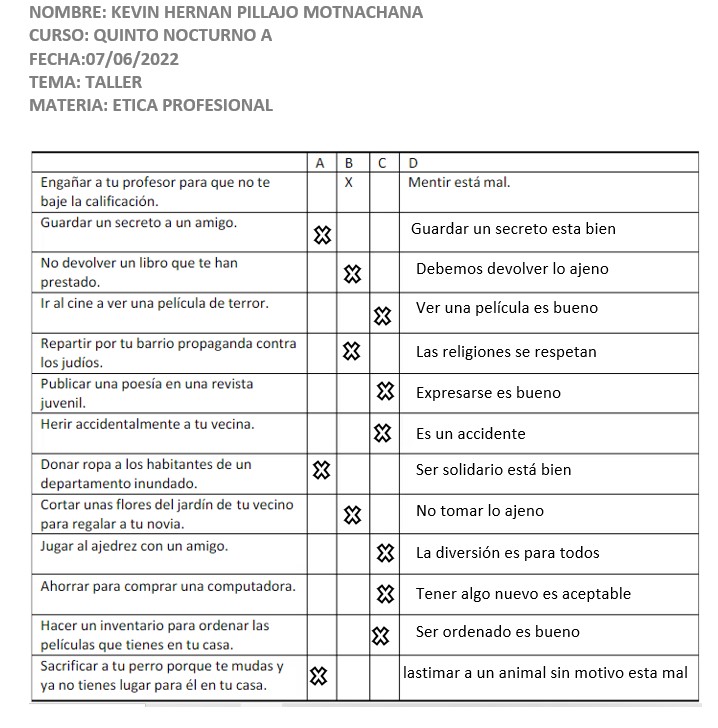 NOMBRE: KEVIN HERNAN PILLAJO MOTNACHANA
CURSO: QUINTO NOCTURNO A
FECHA:07/06/2022
TEMA: TALLER
MATERIA: ETICA PROFESIONAL
A B C D
Engañar a tu profesor para que no te X Mentir está mal.
baje la calificación.
Guardar un secreto a un amigo. Guardar un secreto esta bien
No devolver un libro que te han Debemos devolver lo ajeno
prestado.
Ir al cine a ver una película de terror. Ver una película es bueno
Repartir por tu barrio propaganda contra Las religiones se respetan
los judíos.
Publicar una poesía en una revista Expresarse es bueno
juvenil.
Herir accidentalmente a tu vecina. Es un accidente
Donar ropa a los habitantes de un Ser solidario está bien
departamento inundado.
Cortar unas flores del jardín de tu vecino No tomar lo ajeno
para regalar a tu novia.
Jugar al ajedrez con un amigo. La diversión es para todos
Ahorrar para comprar una computadora. Tener algo nuevo es aceptable
Hacer un inventario para ordenar las Ser ordenado es bueno
películas que tienes en tu casa.
Sacrificar a tu perro porque te mudas y lastimar a un animal sin motivo esta mal
ya no tienes lugar para él en tu casa.